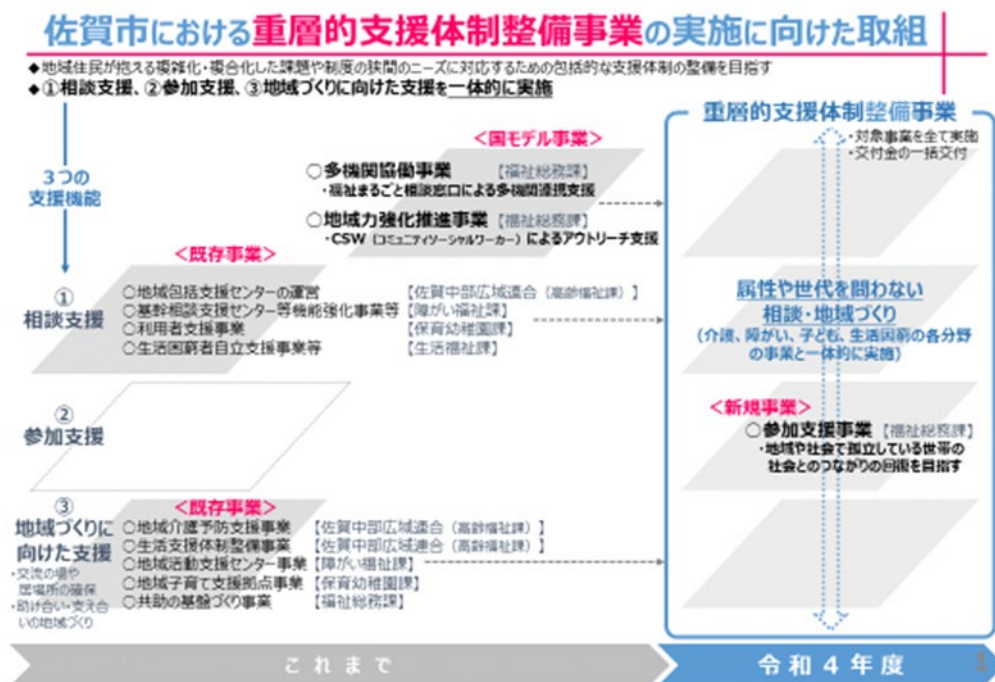 佐賀市における重層的支援体制整備事業の実施に向けた取組
◆地域住民が抱える複雑化・複合化した課題や制度の狭間のニーズに対応するための包括的な支援体制の整備を目指す
◆①相談支援、②参加支援、③地域づくりに向けた支援を一体的に実施
3つの
支援機能
<国モデル事業>
○多機関協働事業 【福祉総務課】
・福祉まるごと相談窓口による多機関連携支援
○地域力強化推進事業 【福祉総務課】
・CSW(コミュニティソーシャルワーカー)によるアウトリーチ支援
<既存事業>
①
相談支援
○地域包括支援センターの運営 【佐賀中部広域連合(高齢福祉課)】
○基幹相談支援センター等機能強化事業等 【障がい福祉課】
○利用者支援事業 【保育幼稚園課】
○生活困窮者自立支援事業等 【生活福祉課】
②
参加支援
③
地域づくりに
向けた支援
・交流の場や
居場所の確保
・助け合い・支え合
いの地域づくり
<既存事業>
○地域介護予防支援事業 【佐賀中部広域連合(高齢福祉課)】
○生活支援体制整備事業 【佐賀中部広域連合(高齢福祉課)】
○地域活動支援センター事業 【障がい福祉課】
○地域子育て支援拠点事業 【保育幼稚園課】
○共助の基盤づくり事業 【福祉総務課】
重層的支援体制整備事業
・対象事業を全て実施
・交付金の一括交付
属性や世代を問わない
相談・地域づくり
(介護、障がい、子ども、生活困窮の各分野
の事業と一体的に実施)
<新規事業>
○参加支援事業 【福祉総務課】
・地域や社会で孤立している世帯の
社会とのつながりの回復を目指す
これまで
令和4年度
1